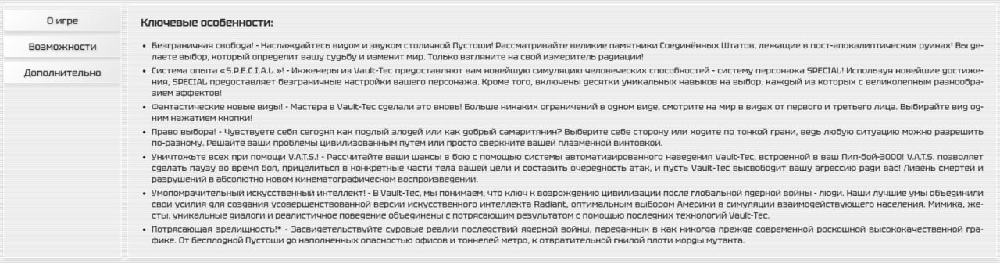 О игре
Возможности
Дополнительно
Ключевые особенности:
• Безграничная свобода! - Наслаждайтесь видом и звуком столичной Пустоши! Рассматривайте великие памятники Соединённых Штатов, лежащие в пост-апокалиптических руинах! Вы де-
лаете выбор, который определит вашу судьбу и изменит мир. Только взгляните на свой измеритель радиации!
• Система опыта «S.P.E.C.I.A.L.»! - Инженеры из Vault-Tec предоставляют вам новейшую симуляцию человеческих способностей - систему персонажа SPECIAL! Используя новейшие достиже-
ния, SPECIAL предоставляет безграничные настройки вашего персонажа. Кроме того, включены десятки уникальных навыков на выбор, каждый из которых с великолепным разнообра-
зием эффектов!
• Фантастические новые виды! - Мастера в Vault-Tec сделали это вновь! Больше никаких ограничений в одном виде, смотрите на мир в видах от первого и третьего лица. Выбирайте вид од-
ним нажатием кнопки!
• Право выбора! - Чувствуете себя сегодня как подлый злодей или как добрый самаритянин? Выберите себе сторону или ходите по тонкой грани, ведь любую ситуацию можно разрешить
по-разному. Решайте ваши проблемы цивилизованным путём или просто сверкните вашей плазменной винтовкой.
• Уничтожьте всех при помощи V.A.T.S.! - Рассчитайте ваши шансы в бою с помощью системы автоматизированного наведения Vault-Tec, встроенной в ваш Пип-бой-3000! V.A.T.S. позволяет
сделать паузу во время боя, прицелиться в конкретные части тела вашей цели и составить очередность атак, и пусть Vault-Tec высвободит вашу агрессию ради вас! Ливень смертей и
разрушений в абсолютно новом кинематографическом воспроизведении.
• Умопомрачительный искусственный интеллект! - В Vault-Tec, мы понимаем, что ключ к возрождению цивилизации после глобальной ядерной войны - люди. Наши лучшие умы объединили
свои усилия для создания усовершенствованной версии искусственного интеллекта Radiant, оптимальным выбором Америки в симуляции взаимодействующего населения. Мимика, же-
сты, уникальные диалоги и реалистичное поведение объединены с потрясающим результатом с помощью последних технологий Vault-Tec.
• Потрясающая зрелищность!* - Засвидетельствуйте суровые реалии последствий ядерной войны, переданных в как никогда прежде современной роскошной высококачественной гра-
фике. От бесплодной Пустоши до наполненных опасностью офисов и тоннелей метро, к отвратительной гнилой плоти морды мутанта.